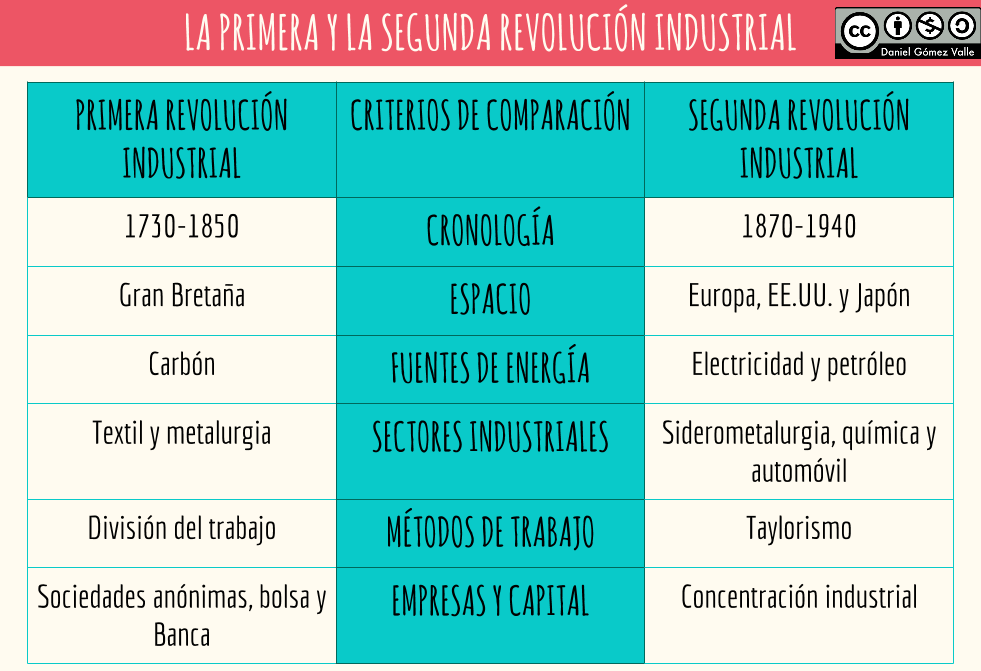 LA PRIMERA Y LA SEGUNDA REVOLUCIÓN INDUSTRIAL
cc
Daniel Gómez Valle
PRIMERA REVOLUCIÓN
INDUSTRIAL
CRITERIOS DE COMPARACIÓN
SEGUNDA REVOLUCIÓN
INDUSTRIAL
1730-1850
CRONOLOGÍA
1870-1940
Gran Bretaña
ESPACIO
Europa, EE.UU. y Japón
Carbón
FUENTES DE ENERGÍA
Electricidad y petróleo
Textil y metalurgia
SECTORES INDUSTRIALES
Siderometalurgia, química y
automóvil
División del trabajo
MÉTODOS DE TRABAJO
Taylorismo
Sociedades anónimas, bolsa y
Banca
EMPRESAS Y CAPITAL
Concentración industrial